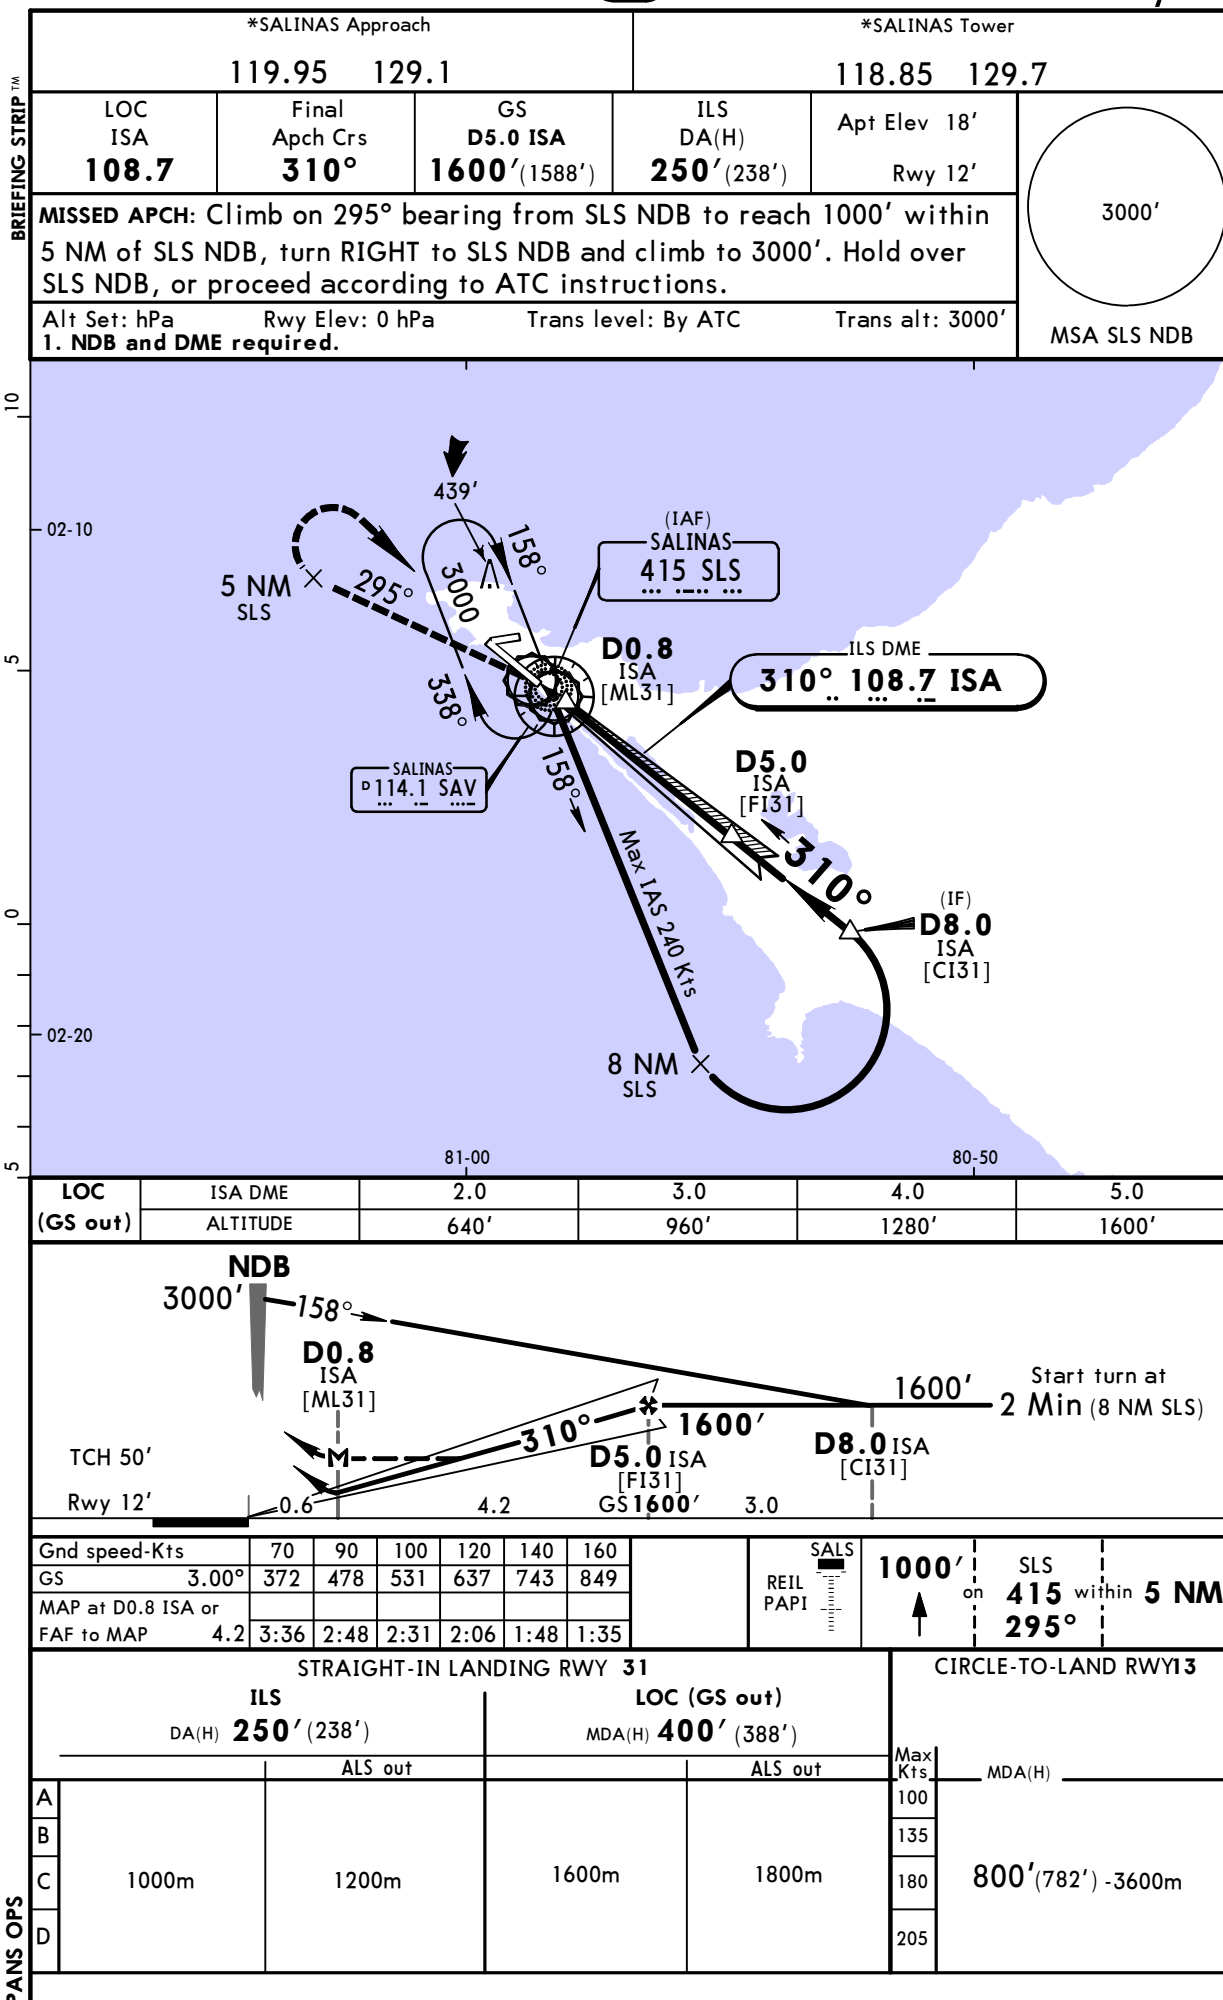 *SALINAS Approach
119.95 129.1
*SALINAS Tower
118.85 129.7
BRIEFING STRIP TM
LOC
ISA
108.7
Final
Apch Crs
310°
GS
D5.0 ISA
1600'(1588')
ILS
DA(H)
250'(238')
Apt Elev 18'
Rwy 12'
3000'
MSA SLS NDB
MISSED APCH: Climb on 295° bearing from SLS NDB to reach 1000' within
5 NM of SLS NDB, turn RIGHT to SLS NDB and climb to 3000'. Hold over
SLS NDB, or proceed according to ATC instructions.
Alt Set: hPa Rwy Elev: 0 hPa Trans level: By ATC Trans alt: 3000'
1. NDB and DME required.
10
5
0
5
02-10
02-20
81-00
80-50
439'
158°
3000
338°
295°
5 NM
SLS
(IAF)
SALINAS
415 SLS
D0.8
ISA
[ML31]
ILS DME
310° 108.7 ISA
SALINAS
D 114.1 SAV
158°
Max IAS 240 Kts
D5.0
ISA
[FI31]
310°
(IF)
D8.0
ISA
[CI31]
8 NM
SLS
LOC
(GS out)
ISA DME 2.0 3.0 4.0 5.0
ALTITUDE 640' 960' 1280' 1600'
NDB
3000'
158°
D0.8
ISA
[ML31]
M
310°
1600'
1600'
Start turn at
2 Min (8 NM SLS)
D5.0 ISA
[FI31]
GS 1600'
D8.0 ISA
[CI31]
TCH 50'
Rwy 12'
0.6
4.2
3.0
Gnd speed-Kts 70 90 100 120 140 160
GS 3.00° 372 478 531 637 743 849
MAP at D0.8 ISA or
FAF to MAP 4.2 3:36 2:48 2:31 2:06 1:48 1:35
REIL
PAPI
SALS
1000' on SLS 415 295° within 5 NM
STRAIGHT-IN LANDING RWY 31
ILS
DA(H) 250'(238')
ALS out
LOC (GS out)
MDA(H) 400'(388')
ALS out
CIRCLE-TO-LAND RWY13
Max
Kts
MDA(H)
A
B
C
D
1000m
1200m
1600m
1800m
100
135
180
205
800'(782') -3600m
PANS OPS